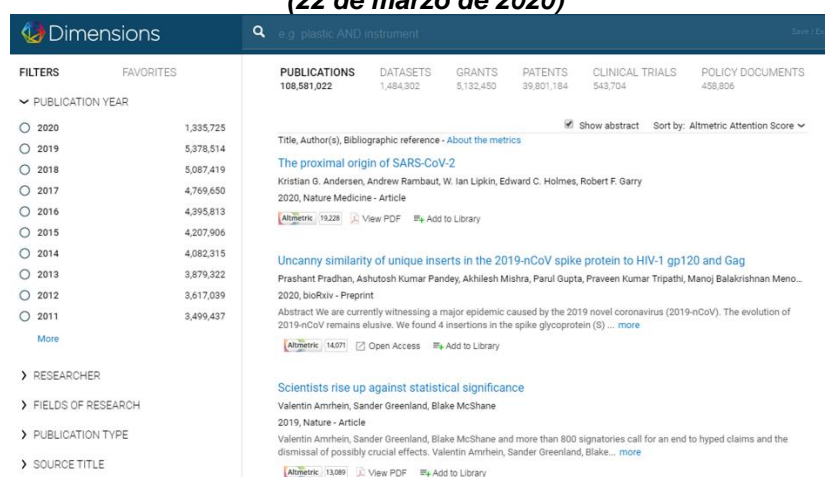 (22 de marzo de 2020)
Dimensions
e.g. plastic AND instrument
Save / Ex
FILTERS FAVORITES
PUBLICATION YEAR
2020 1,335,725
2019 5,378,514
2018 5,087,419
2017 4,769,650
2016 4,395,813
2015 4,207,906
2014 4,082,315
2013 3,879,322
2012 3,617,039
2011 3,499,437
More
RESEARCHER
FIELDS OF RESEARCH
PUBLICATION TYPE
SOURCE TITLE
PUBLICATIONS DATASETS GRANTS PATENTS CLINICAL TRIALS POLICY DOCUMENTS
108,581,022 1,484,302 5,132,450 39,801,184 543,704 458,806
Show abstract Sort by: Altmetric Attention Score
Title, Author(s), Bibliographic reference - About the metrics
The proximal origin of SARS-CoV-2
Kristian G. Andersen, Andrew Rambaut, W. Ian Lipkin, Edward C. Holmes, Robert F. Garry
2020, Nature Medicine - Article
Altmetric 19,228 View PDF Add to Library
Uncanny similarity of unique inserts in the 2019-nCoV spike protein to HIV-1 gp120 and Gag
Prashant Pradhan, Ashutosh Kumar Pandey, Akhilesh Mishra, Parul Gupta, Praveen Kumar Tripathi, Manoj Balakrishnan Meno...
2020, bioRxiv - Preprint
Abstract We are currently witnessing a major epidemic caused by the 2019 novel coronavirus (2019-nCoV). The evolution of
2019-nCoV remains elusive. We found 4 insertions in the spike glycoprotein (S) ... more
Altmetric 14,071 Open Access Add to Library
Scientists rise up against statistical significance
Valentin Amrhein, Sander Greenland, Blake McShane
2019, Nature - Article
Valentin Amrhein, Sander Greenland, Blake McShane and more than 800 signatories call for an end to hyped claims and the
dismissal of possibly crucial effects. Valentin Amrhein, Sander Greenland, Blake... more
Altmetric 13,089 View PDF Add to Library